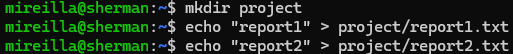 mireilla@sherman:~$ mkdir project
mireilla@sherman:~$ echo "report1" > project/report1.txt
mireilla@sherman:~$ echo "report2" > project/report2.txt